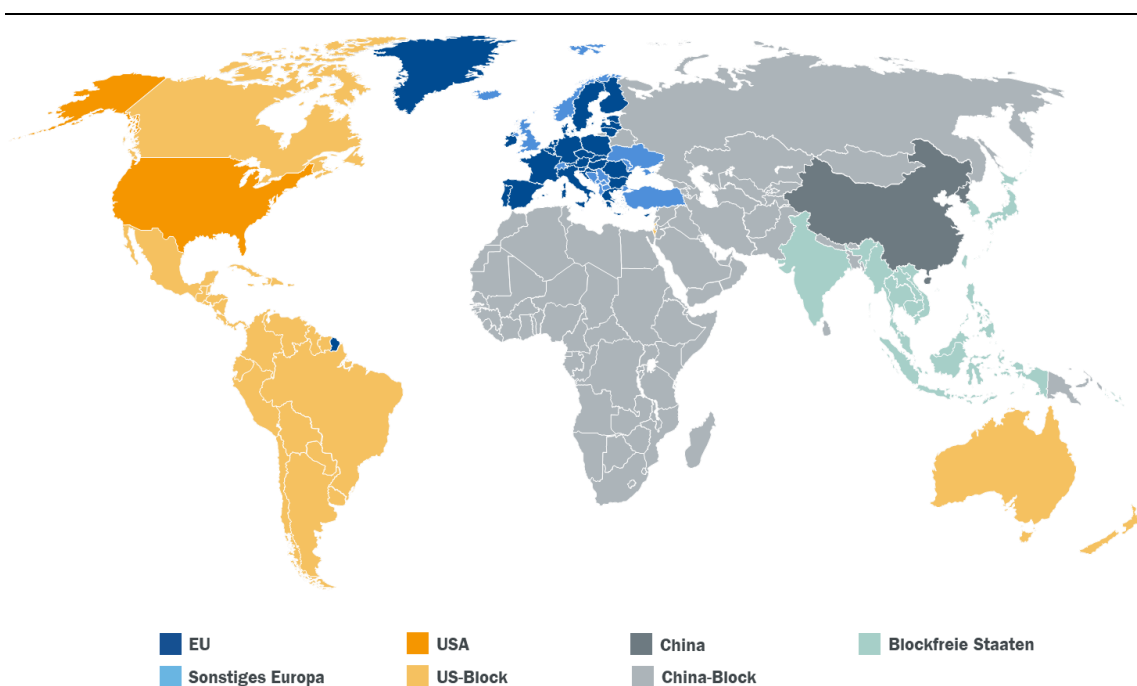 EU
USA
China
Blockfreie Staaten
Sonstiges Europa
US-Block
China-Block